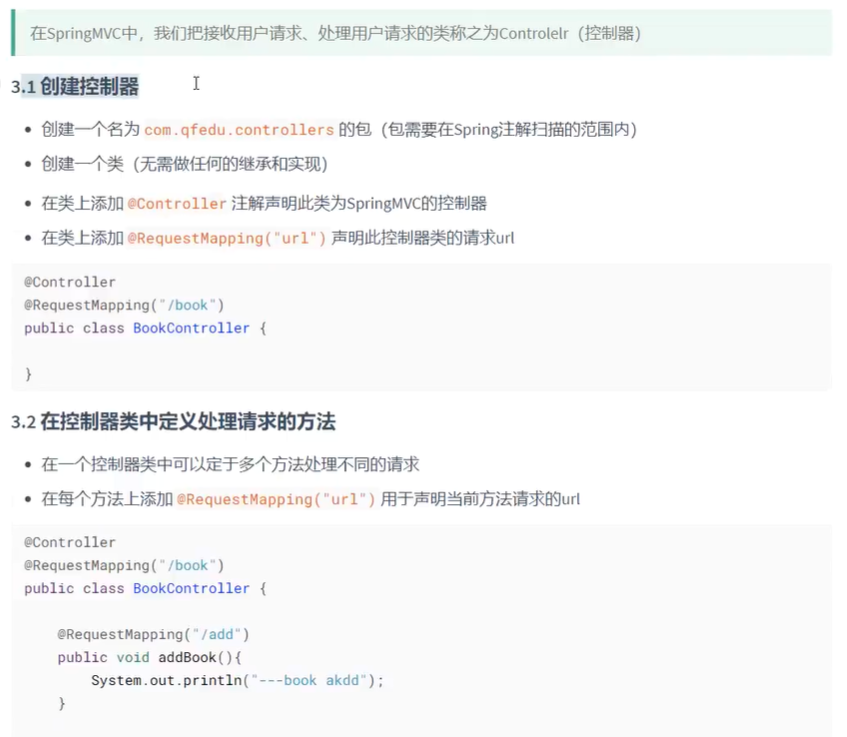 在SpringMVC中，我们把接收用户请求、处理用户请求的类称之为Controlelr（控制器）
3.1 创建控制器
• 创建一个名为 com.qfedu.controllers 的包（包需要在Spring注解扫描的范围内）
• 创建一个类（无需做任何的继承和实现）
• 在类上添加 @Controller 注解声明此类为SpringMVC的控制器
• 在类上添加 @RequestMapping("url") 声明此控制器类的请求url
@Controller
@RequestMapping("/book")
public class BookController {
}
3.2 在控制器类中定义处理请求的方法
• 在一个控制器类中可以定于多个方法处理不同的请求
• 在每个方法上添加 @RequestMapping("url") 用于声明当前方法请求的url
@Controller
@RequestMapping("/book")
public class BookController {
@RequestMapping("/add")
public void addBook(){
System.out.println("---book akdd");
}